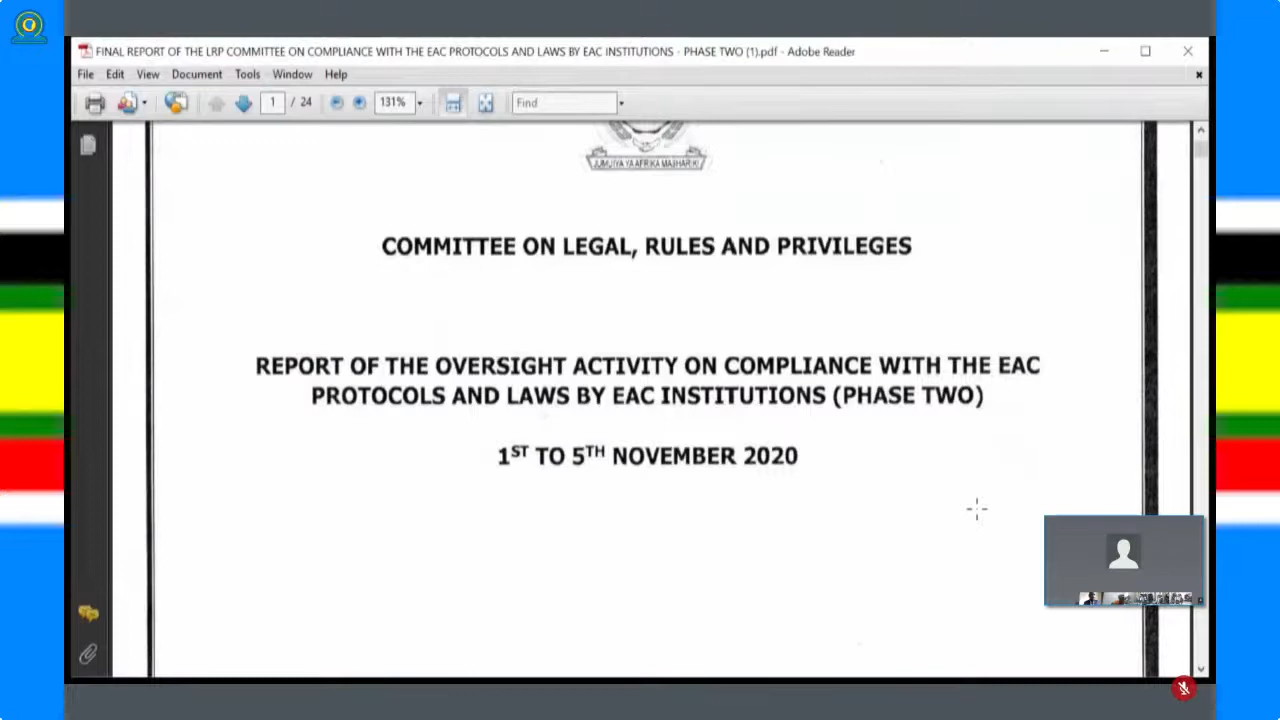 FINAL REPORT OF THE LRP COMMITTEE ON COMPLIANCE WITH THE EAC PROTOCOLS AND LAWS BY EAC INSTITUTIONS - PHASE TWO (1).pdf - Adobe Reader
File Edit View Document Tools Window Help
1 / 24 131% Find
JUMUIYA YA AFRIKA MASHARIKI
COMMITTEE ON LEGAL, RULES AND PRIVILEGES
REPORT OF THE OVERSIGHT ACTIVITY ON COMPLIANCE WITH THE EAC
PROTOCOLS AND LAWS BY EAC INSTITUTIONS (PHASE TWO)
1ST TO 5TH NOVEMBER 2020